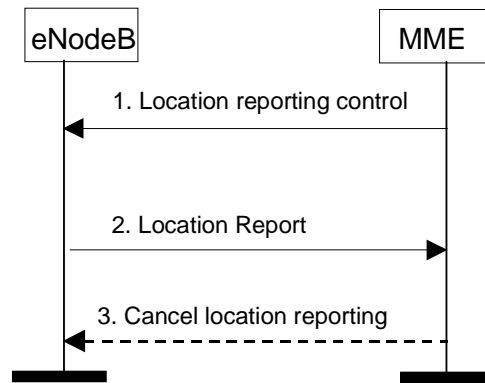 eNodeB
MME
1. Location reporting control
2. Location Report
3. Cancel location reporting